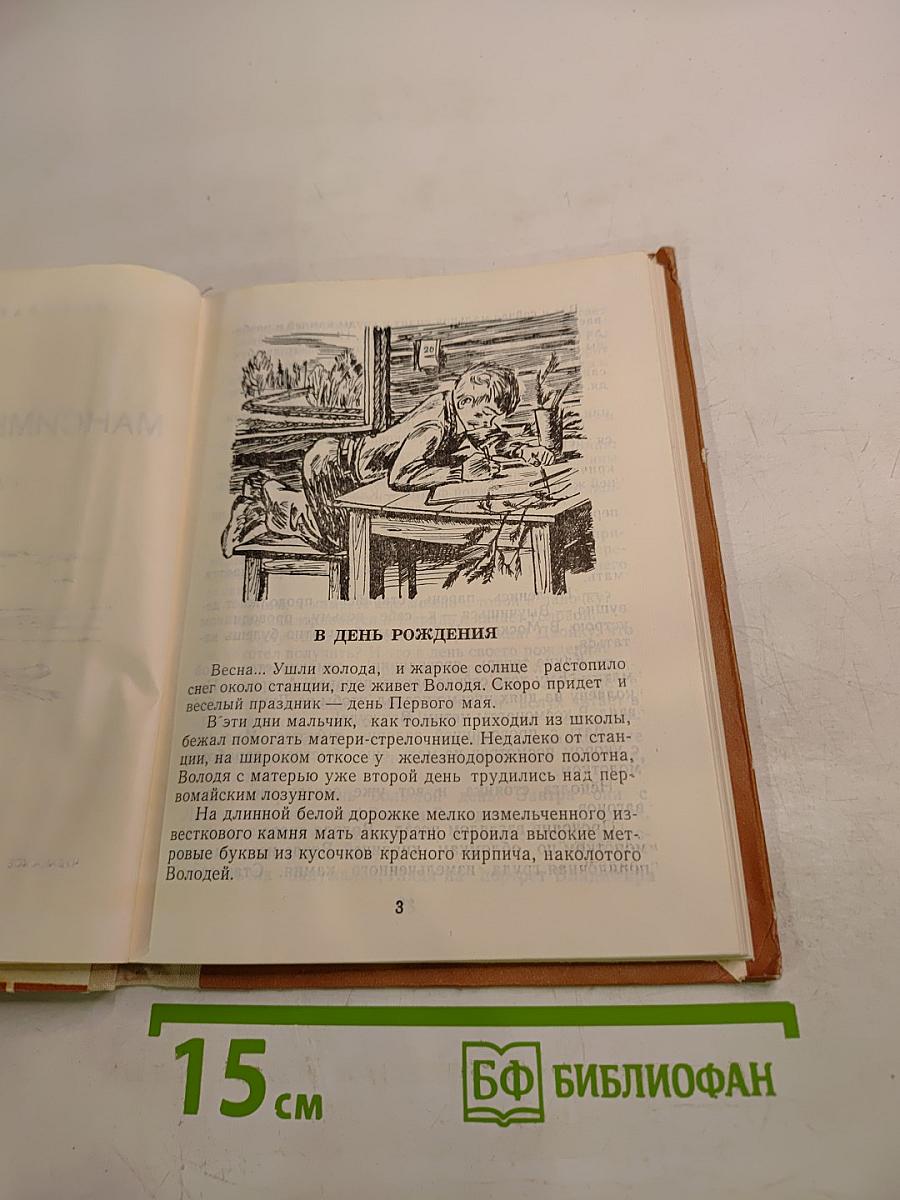 20
В ДЕНЬ РОЖДЕНИЯ
Весна... Ушли холода, и жаркое солнце растопило
снег около станции, где живет Володя. Скоро придет и
веселый праздник — день Первого мая.
В эти дни мальчик, как только приходил из школы,
бежал помогать матери-стрелочнице. Недалеко от стан-
ции, на широком откосе у железнодорожного полотна,
Володя с матерью уже второй день трудились над пер-
вомайским лозунгом.
На длинной белой дорожке мелко измельченного из-
весткового камня мать аккуратно строила высокие мет-
ровые буквы из кусочков красного кирпича, наколотого
Володей.
3
15 см
БФ БИБЛИОФАН